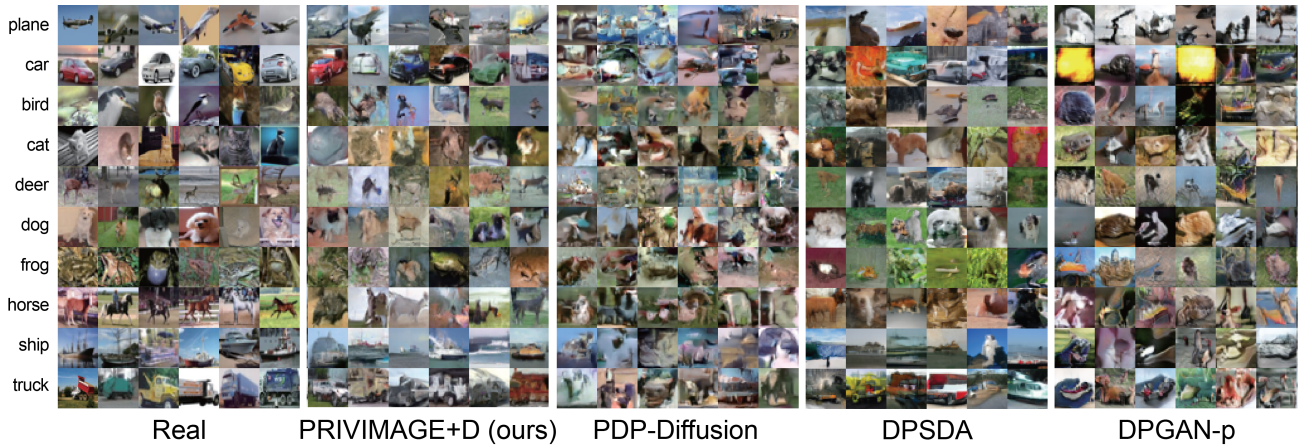 plane
car
bird
cat
deer
dog
frog
horse
ship
truck
Real PRIVIMAGE+D (ours) PDP-Diffusion DPSDA DPGAN-p